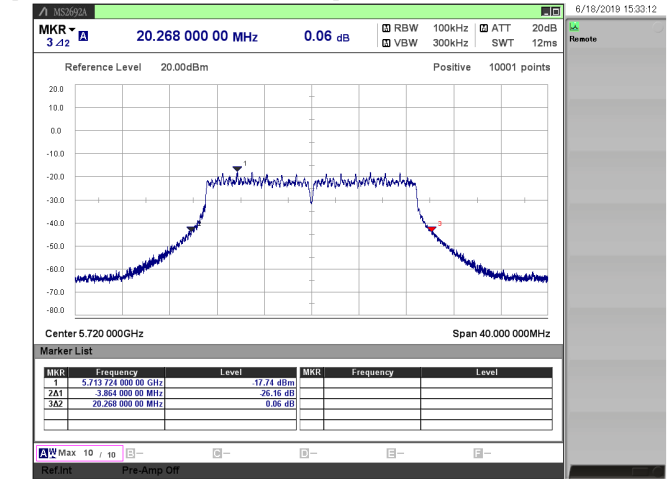 MS2692A
6/18/2019 15:33:12
MKR
3 Δ2 A 20.268 000 00 MHz 0.06 dB
RBW 100kHz ATT 20dB
VBW 300kHz SWT 12ms
Remote
Reference Level 20.00dBm Positive 10001 points
20.0
10.0
0.0
-10.0
1
-20.0
-30.0
-40.0
2
3
-50.0
-60.0
-70.0
-80.0
Center 5.720 000GHz Span 40.000 000MHz
Marker List
MKR Frequency Level MKR Frequency Level
1 5.713 724 000 00 GHz -17.74 dBm
2Δ1 -3.864 000 00 MHz -26.16 dB
3Δ2 20.268 000 00 MHz 0.06 dB
A W Max 10 / 10 B- C- D- E- F-
Ref.Int Pre-Amp Off